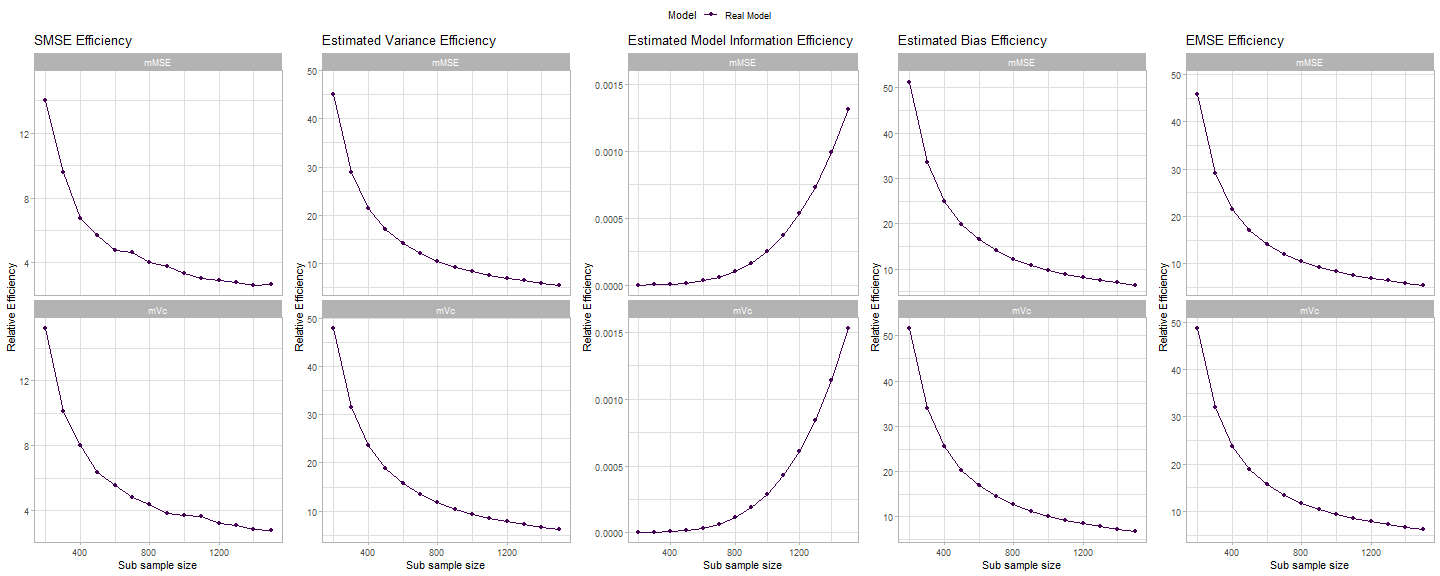 Model Real Model
SMSE Efficiency
mMSE
12
8
4
mVc
12
8
4
400 800 1200
Sub sample size
Relative Efficiency
Estimated Variance Efficiency
mMSE
50
40
30
20
10
mVc
50
40
30
20
10
400 800 1200
Sub sample size
Relative Efficiency
Estimated Model Information Efficiency
mMSE
0.0015
0.0010
0.0005
0.0000
mVc
0.0015
0.0010
0.0005
0.0000
400 800 1200
Sub sample size
Relative Efficiency
Estimated Bias Efficiency
mMSE
50
40
30
20
10
mVc
50
40
30
20
10
400 800 1200
Sub sample size
Relative Efficiency
EMSE Efficiency
mMSE
50
40
30
20
10
mVc
50
40
30
20
10
400 800 1200
Sub sample size
Relative Efficiency